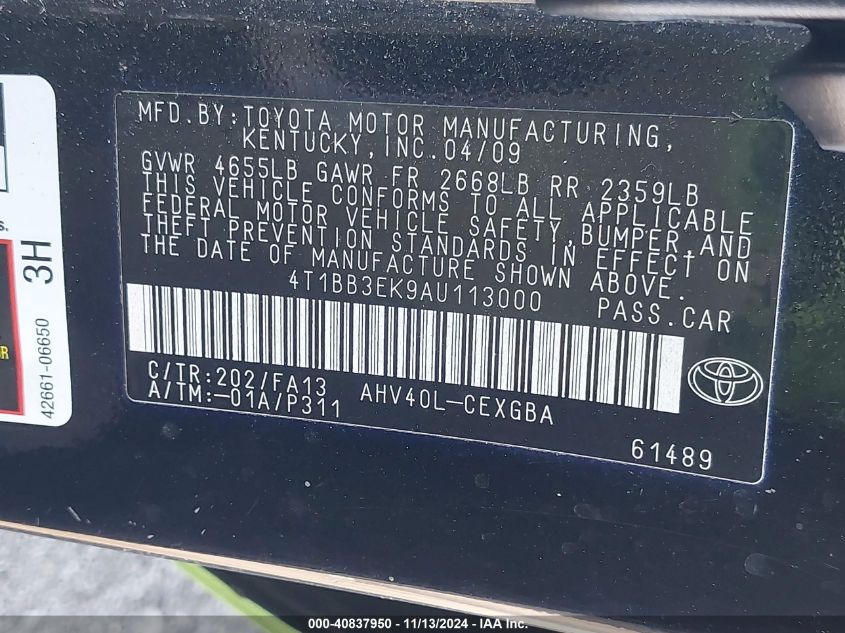 MFD.BY:TOYOTA MOTOR MANUFACTURING,
KENTUCKY,INC.04/09
GVWR 4655LB GAWR FR 2668LB RR 2359LB
THIS VEHICLE CONFORMS TO ALL APPLICABLE
FEDERAL MOTOR VEHICLE SAFETY,BUMPER,AND
THEFT PREVENTION STANDARDS IN EFFECT ON
THE DATE OF MANUFACTURE SHOWN ABOVE.
4T1BB3EK9AU113000 PASS.CAR
C/TR:202/FA13
A/TM:-01A/P311
AHV40L-CEXGBA
61489
s.
R
3H
42661-06650
000-40837950 - 11/13/2024 - IAA Inc.